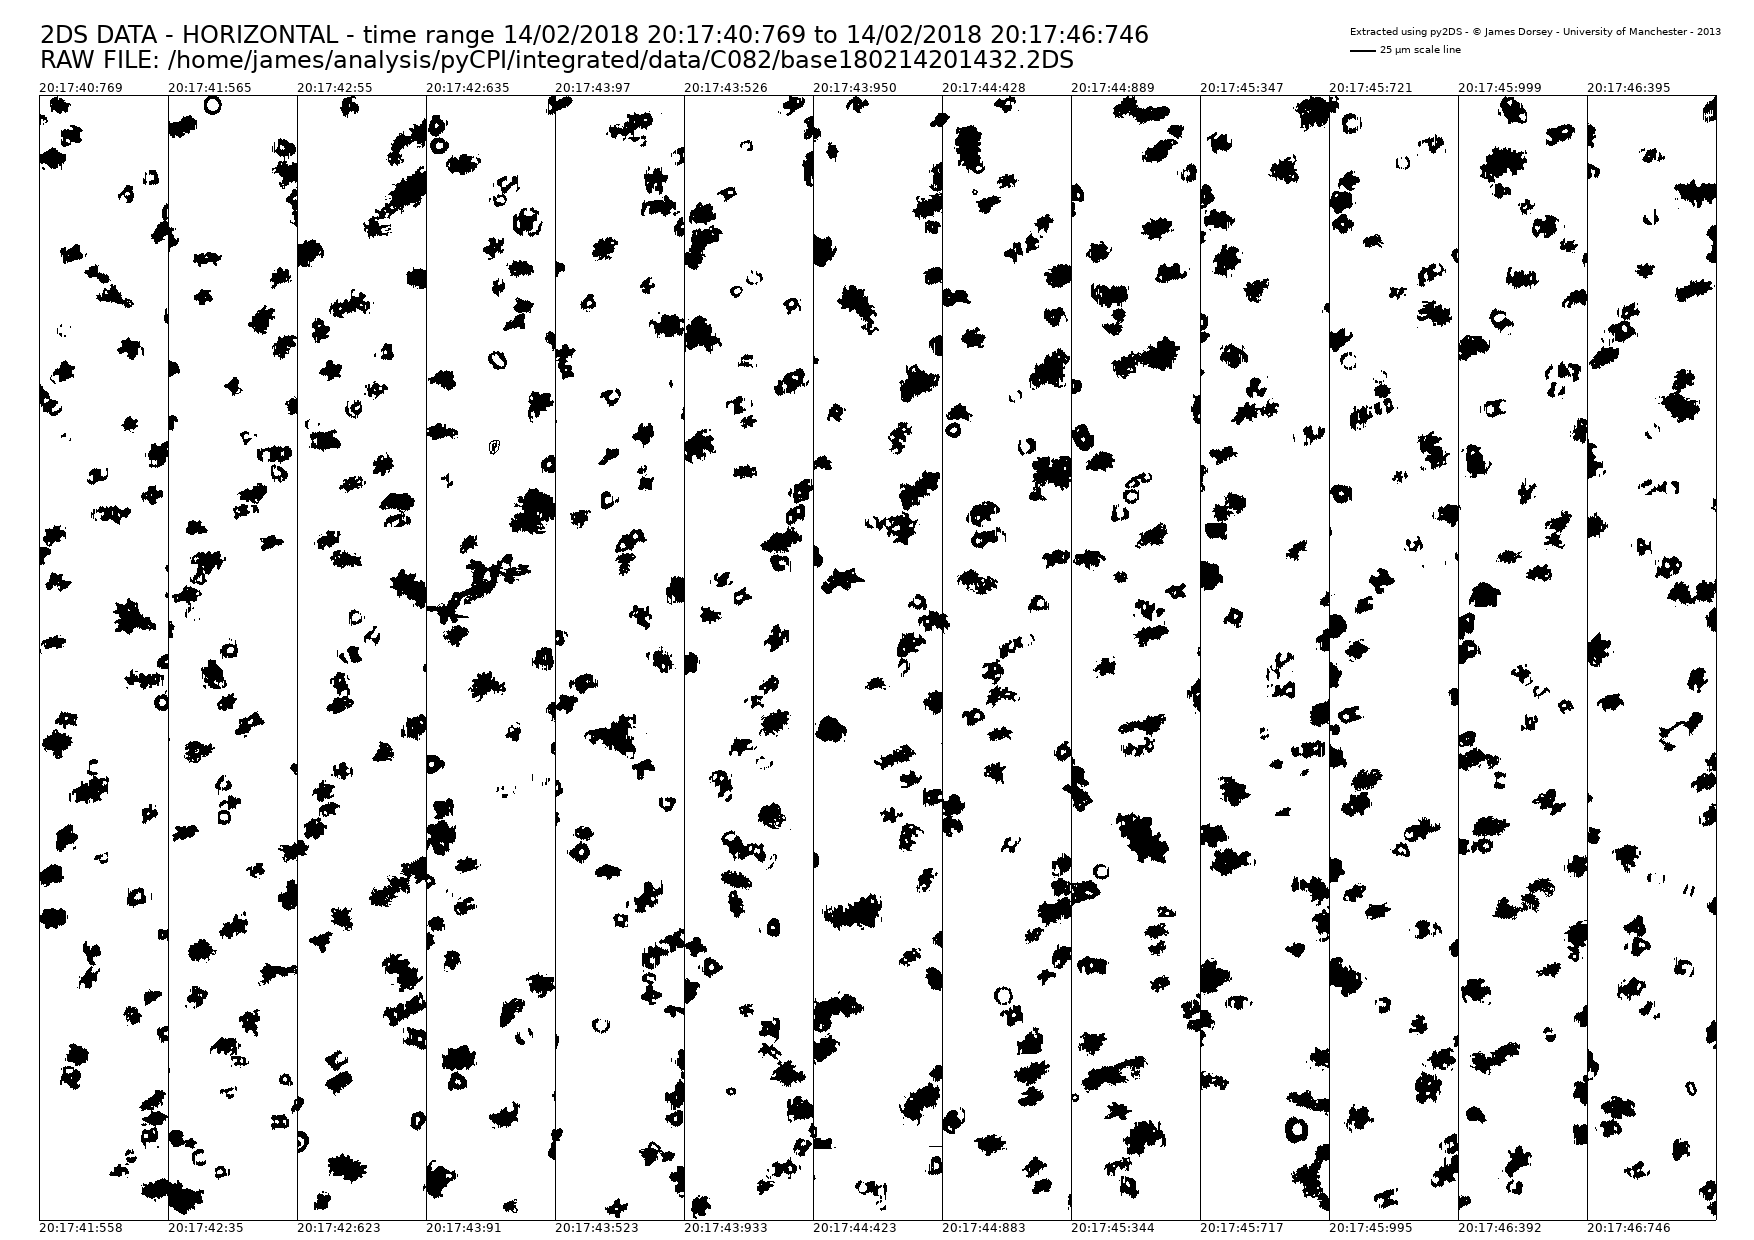 2DS DATA - HORIZONTAL - time range 14/02/2018 20:17:40:769 to 14/02/2018 20:17:46:746
RAW FILE: /home/james/analysis/pyCPI/integrated/data/C082/base180214201432.2DS
Extracted using py2DS - © James Dorsey - University of Manchester - 2013
25 µm scale line
20:17:40:769 20:17:41:565 20:17:42:55 20:17:42:635 20:17:43:97 20:17:43:526 20:17:43:950 20:17:44:428 20:17:44:889 20:17:45:347 20:17:45:721 20:17:45:999 20:17:46:395
20:17:41:558 20:17:42:35 20:17:42:623 20:17:43:91 20:17:43:523 20:17:43:933 20:17:44:423 20:17:44:883 20:17:45:344 20:17:45:717 20:17:45:995 20:17:46:392 20:17:46:746